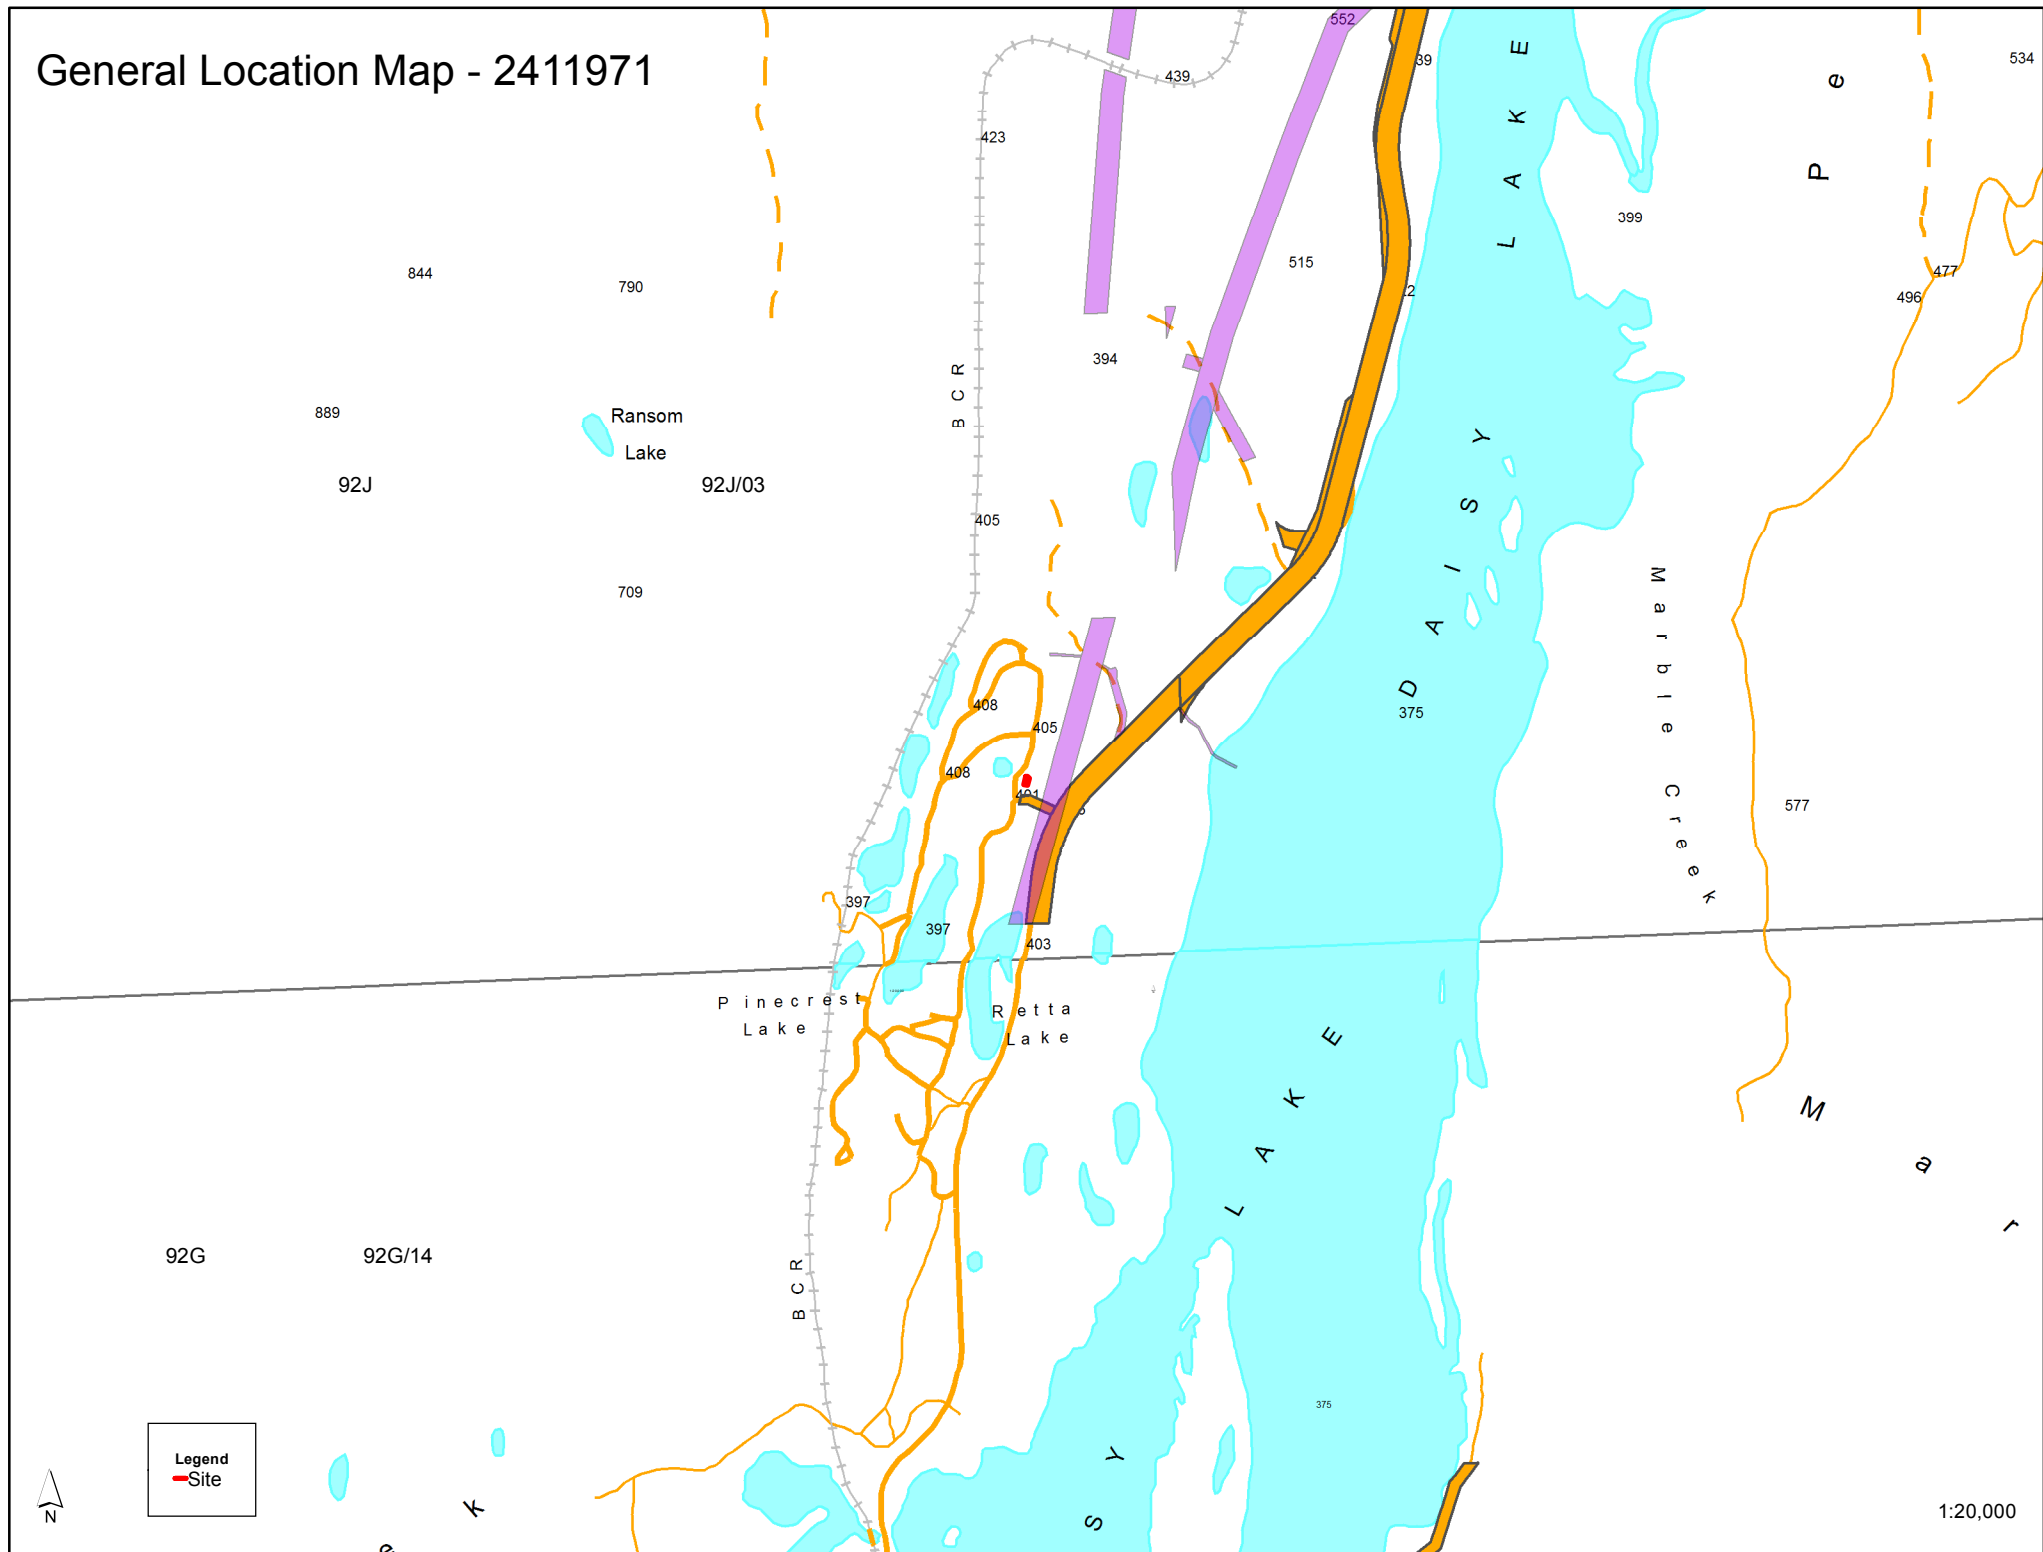 General Location Map - 2411971
552
439
39
423
534
P e
D A I S Y L A K E
399
844
790
515
477
496
394
B C R
889
Ransom
Lake
92J
92J/03
405
709
Marble Creek
408
405
375
408
577
397
397
403
Pinecrest
Lake
Retta
Lake
M a r
S Y L A K E
92G
92G/14
B C R
375
Legend
Site
N
k
e
1:20,000